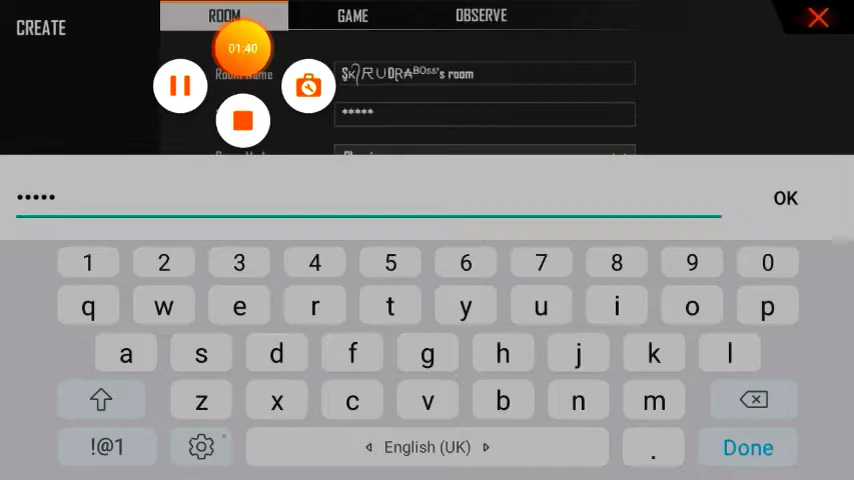 CREATE
ROOM
GAME
OBSERVE
01:40
Room Name
's room
*****
•••••
OK
1 2 3 4 5 6 7 8 9 0
q w e r t y u i o p
a s d f g h j k l
z x c v b n m
!@1
English (UK)
.
Done